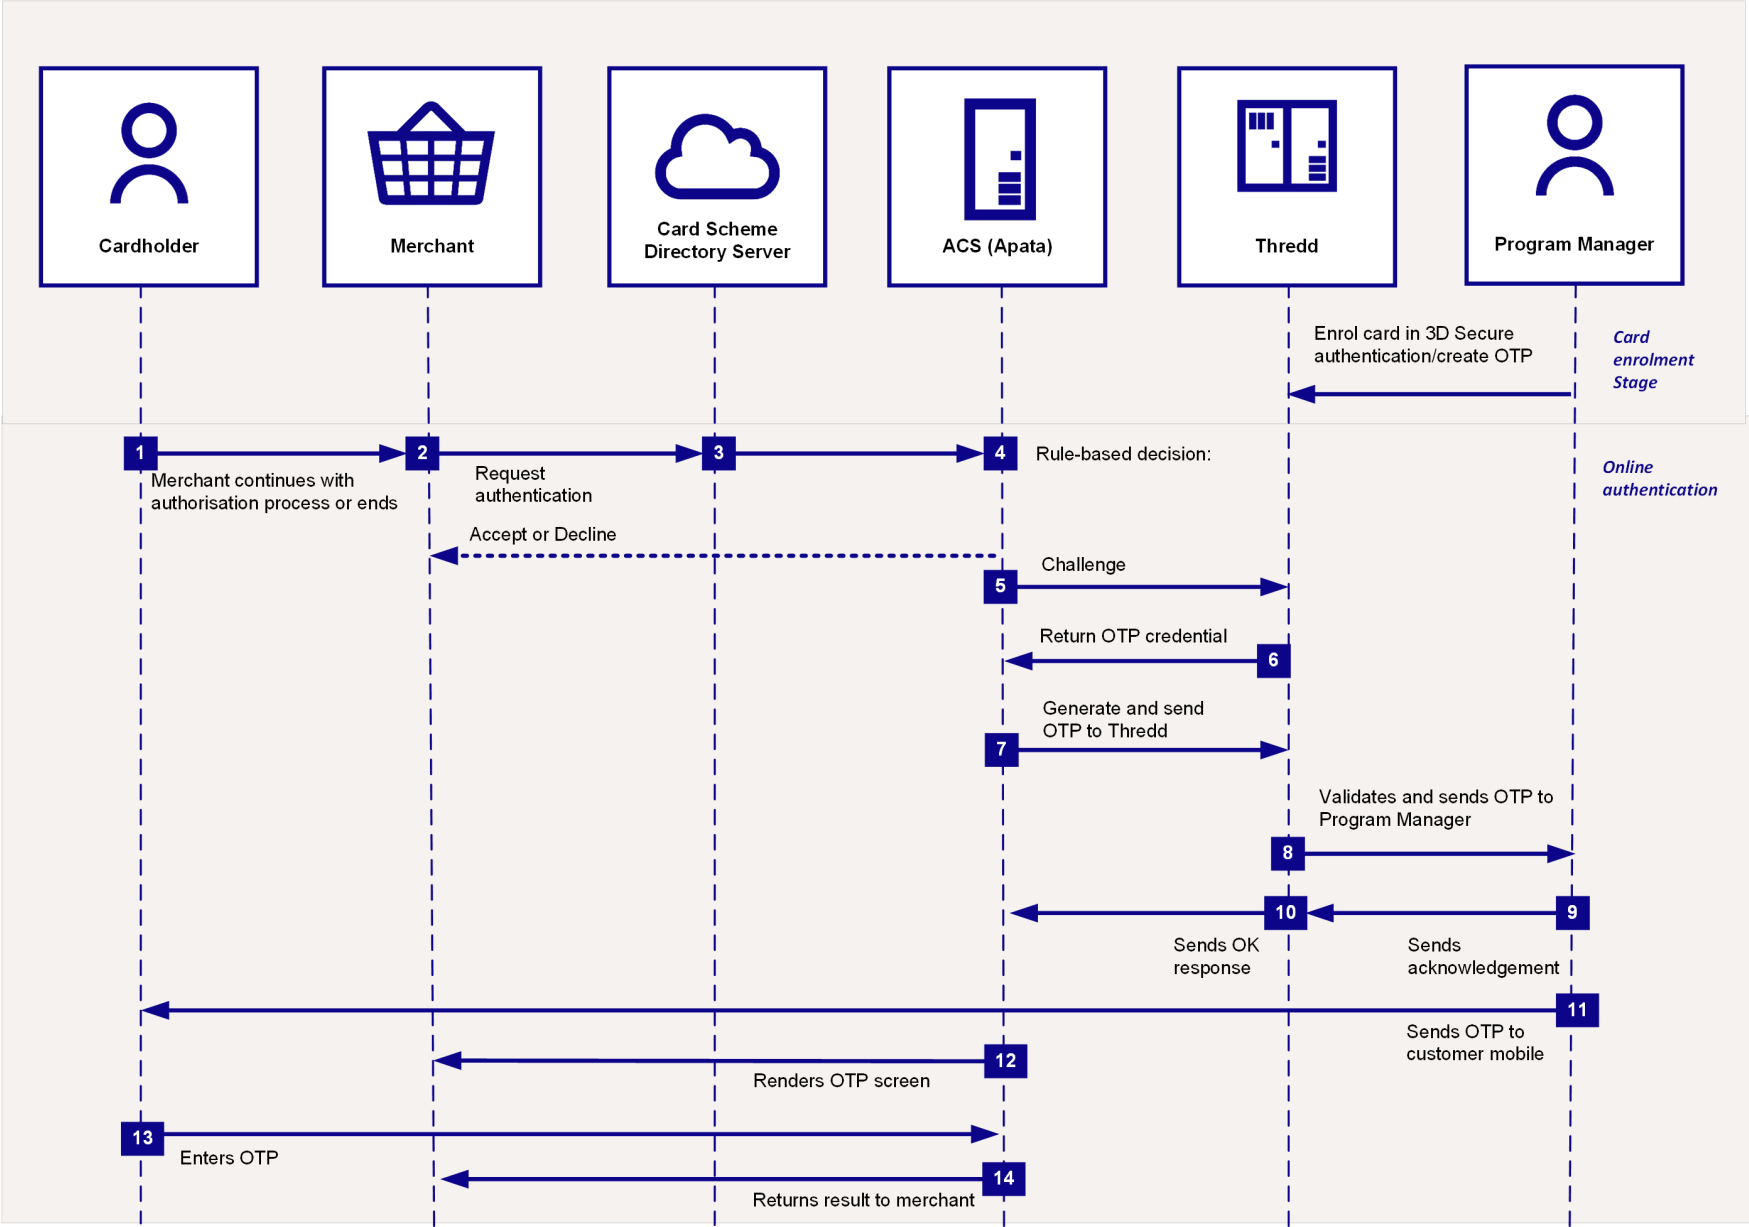 Cardholder
Merchant
Card Scheme
Directory Server
ACS (Apata)
Thredd
Program Manager
Enrol card in 3D Secure
authentication/create OTP
Card
enrolment
Stage
1
2
3
4
Rule-based decision:
Merchant continues with
authorisation process or ends
Request
authentication
Online
authentication
Accept or Decline
5
Challenge
6
Return OTP credential
7
Generate and send
OTP to Thredd
Validates and sends OTP to
Program Manager
8
10
9
Sends OK
response
Sends
acknowledgement
11
Sends OTP to
customer mobile
12
Renders OTP screen
13
Enters OTP
14
Returns result to merchant